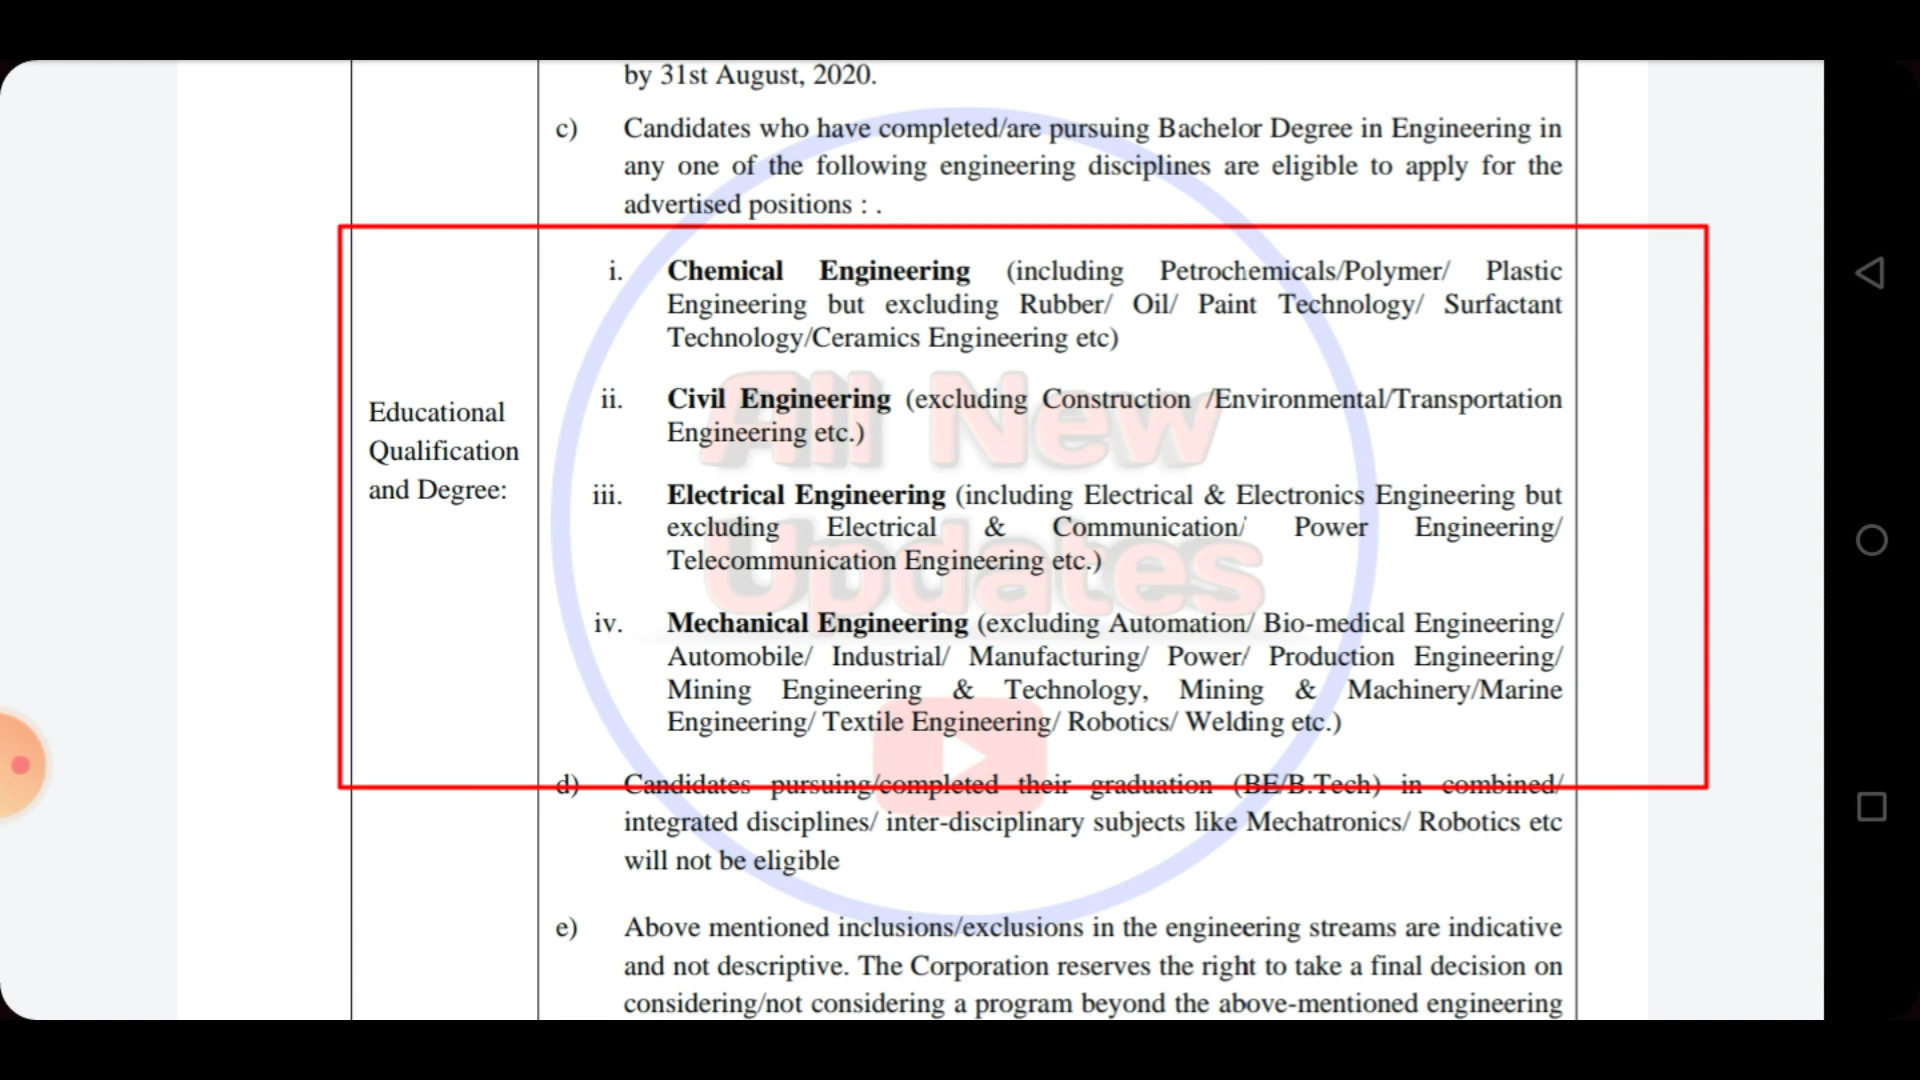 by 31st August, 2020.
c) Candidates who have completed/are pursuing Bachelor Degree in Engineering in
any one of the following engineering disciplines are eligible to apply for the
advertised positions : .
i. Chemical Engineering (including Petrochemicals/Polymer/ Plastic
Engineering but excluding Rubber/ Oil/ Paint Technology/ Surfactant
Technology/Ceramics Engineering etc)
ii. Civil Engineering (excluding Construction /Environmental/Transportation
Engineering etc.)
Educational
Qualification
and Degree:
iii. Electrical Engineering (including Electrical & Electronics Engineering but
excluding Electrical & Communication/ Power Engineering/
Telecommunication Engineering etc.)
iv. Mechanical Engineering (excluding Automation/ Bio-medical Engineering/
Automobile/ Industrial/ Manufacturing/ Power/ Production Engineering/
Mining Engineering & Technology, Mining & Machinery/Marine
Engineering/ Textile Engineering/ Robotics/ Welding etc.)
d) Candidates pursuing/completed their graduation (BE/B.Tech) in combined/
integrated disciplines/ inter-disciplinary subjects like Mechatronics/ Robotics etc
will not be eligible
e) Above mentioned inclusions/exclusions in the engineering streams are indicative
and not descriptive. The Corporation reserves the right to take a final decision on
considering/not considering a program beyond the above-mentioned engineering
All New
Updates